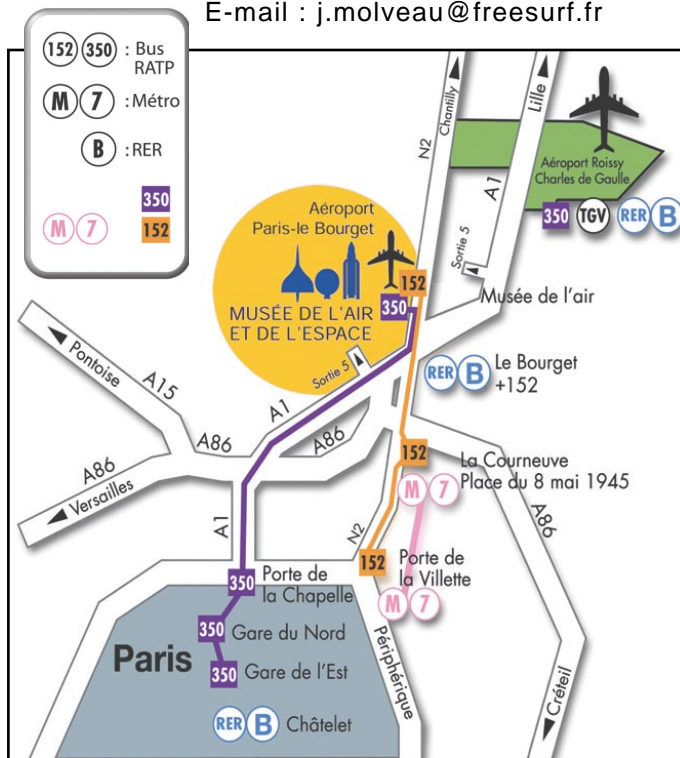 E-mail : j.molveau@freesurf.fr
152 350 : Bus
RATP
M 7 : Métro
B : RER
350
M 7 152
Chantilly
N2
Lille
A1
Aéroport Roissy
Charles de Gaulle
350 TGV RER B
Sortie 5
Aéroport
Paris-le Bourget
152
350
MUSÉE DE L'AIR
ET DE L'ESPACE
Musée de l'air
Sortie 5
RER B Le Bourget
+152
Pontoise
A15
A1
A86
A86
A86
Versailles
152
La Courneuve
Place du 8 mai 1945
M 7
A86
A1
N2
152
Porte de
la Villette
M 7
350 Porte de
la Chapelle
350 Gare du Nord
Paris
350 Gare de l'Est
RER B Châtelet
Périphérique
Créteil